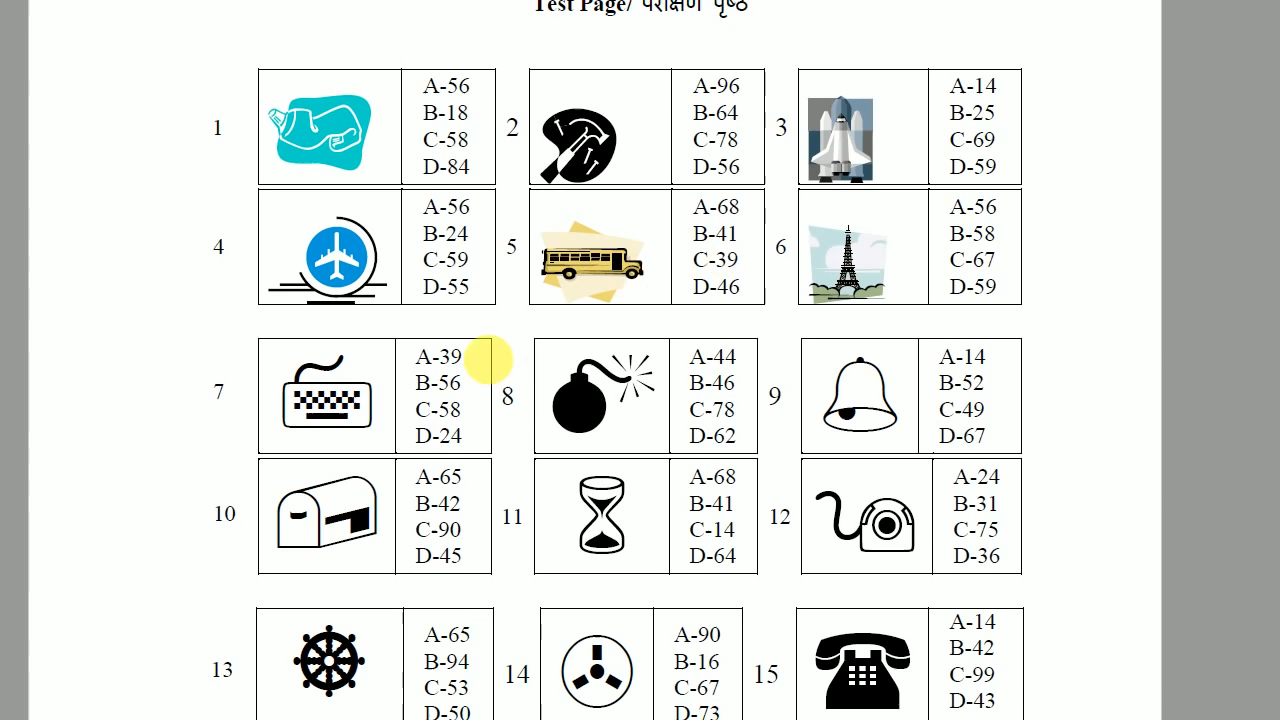 Test Page/ परीक्षण पृष्ठ
1
A-56
B-18
C-58
D-84
2
A-96
B-64
C-78
D-56
3
A-14
B-25
C-69
D-59
4
A-56
B-24
C-59
D-55
5
A-68
B-41
C-39
D-46
6
A-56
B-58
C-67
D-59
7
A-39
B-56
C-58
D-24
8
A-44
B-46
C-78
D-62
9
A-14
B-52
C-49
D-67
10
A-65
B-42
C-90
D-45
11
A-68
B-41
C-14
D-64
12
A-24
B-31
C-75
D-36
13
A-65
B-94
C-53
D-50
14
A-90
B-16
C-67
D-73
15
A-14
B-42
C-99
D-43